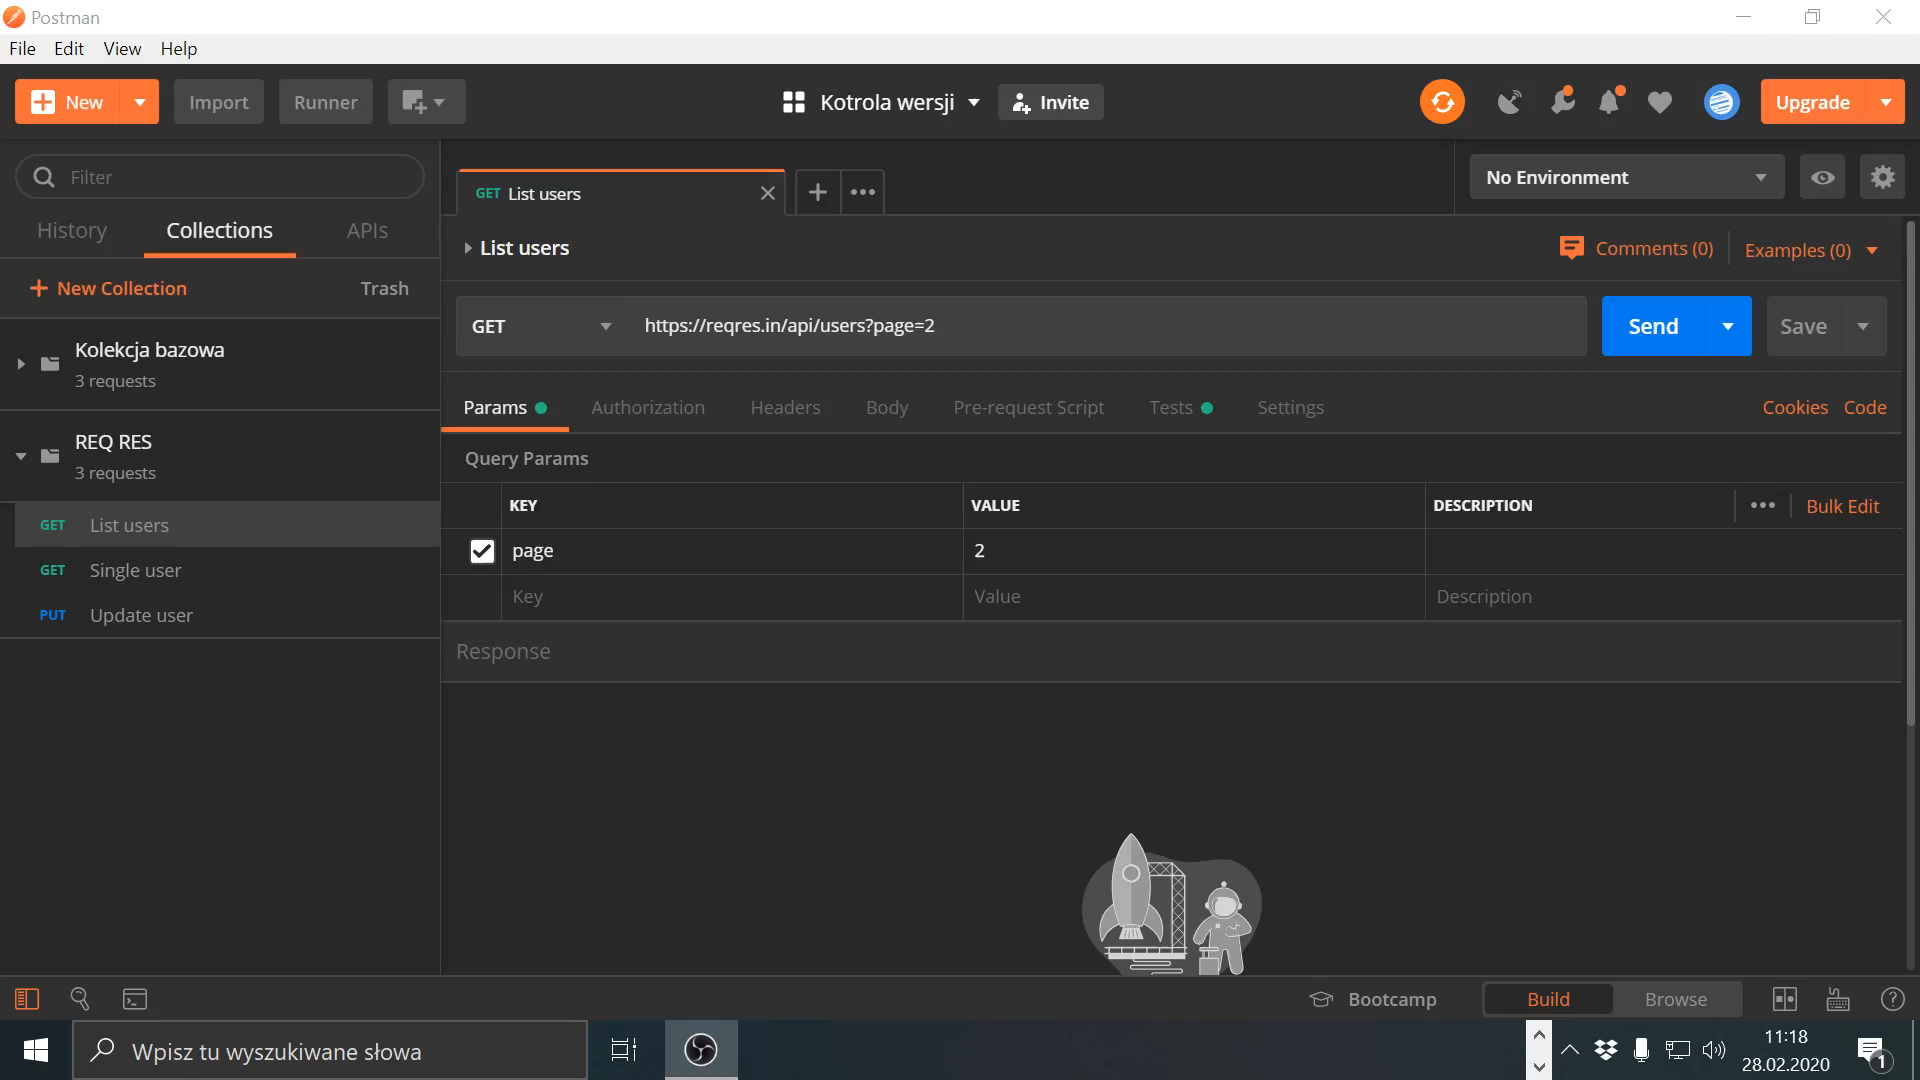 Postman
File Edit View Help
New Import Runner Kotrola wersji Invite Upgrade
Filter
History Collections APIs
New Collection Trash
Kolekcja bazowa
3 requests
REQ RES
3 requests
GET List users
GET Single user
PUT Update user
GET List users
No Environment
List users
Comments (0) Examples (0)
GET https://reqres.in/api/users?page=2 Send Save
Params Authorization Headers Body Pre-request Script Tests Settings Cookies Code
Query Params
KEY VALUE DESCRIPTION Bulk Edit
page 2
Key Value Description
Response
Bootcamp Build Browse
Wpisz tu wyszukiwane słowa
11:18
28.02.2020
1